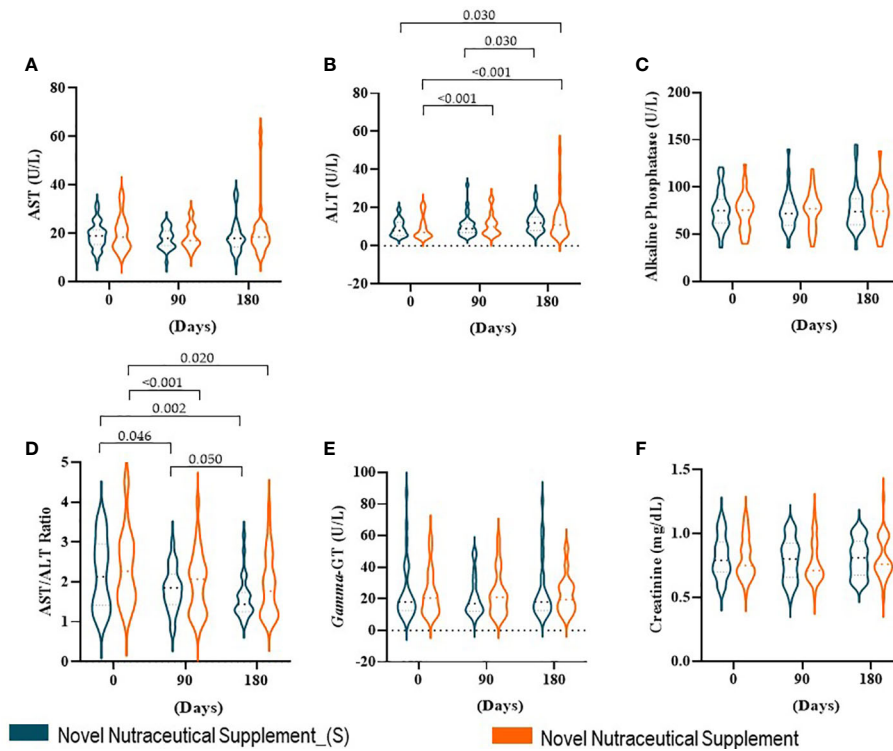 A
AST (U/L)
80
60
40
20
0
0 90 180
(Days)
B
0.030
0.030
<0.001
<0.001
ALT (U/L)
80
60
40
20
0
-20
0 90 180
(Days)
C
Alkaline Phosphatase (U/L)
200
150
100
50
0
0 90 180
(Days)
D
0.020
<0.001
0.002
0.046
0.050
AST/ALT Ratio
5
4
3
2
1
0
0 90 180
(Days)
E
Gamma-GT (U/L)
100
80
60
40
20
0
-20
0 90 180
(Days)
F
Creatinine (mg/dL)
1.5
1.0
0.5
0.0
0 90 180
(Days)
Novel Nutraceutical Supplement_(S)
Novel Nutraceutical Supplement